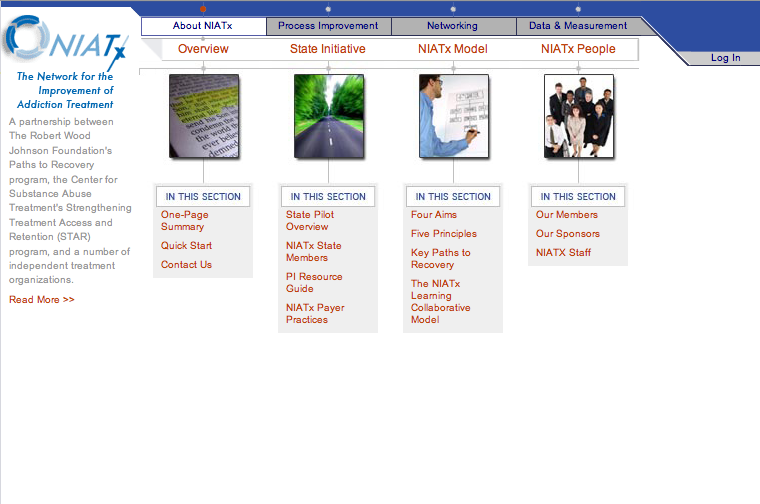 About NIATx
Process Improvement
Networking
Data & Measurement
Log In
NIATx
The Network for the
Improvement of
Addiction Treatment
A partnership between
The Robert Wood
Johnson Foundation's
Paths to Recovery
program, the Center for
Substance Abuse
Treatment's Strengthening
Treatment Access and
Retention (STAR)
program, and a number of
independent treatment
organizations.
Read More >>
Overview
State Initiative
NIATx Model
NIATx People
IN THIS SECTION
One-Page
Summary
Quick Start
Contact Us
IN THIS SECTION
State Pilot
Overview
NIATx State
Members
PI Resource
Guide
NIATx Payer
Practices
IN THIS SECTION
Four Aims
Five Principles
Key Paths to
Recovery
The NIATx
Learning
Collaborative
Model
IN THIS SECTION
Our Members
Our Sponsors
NIATX Staff